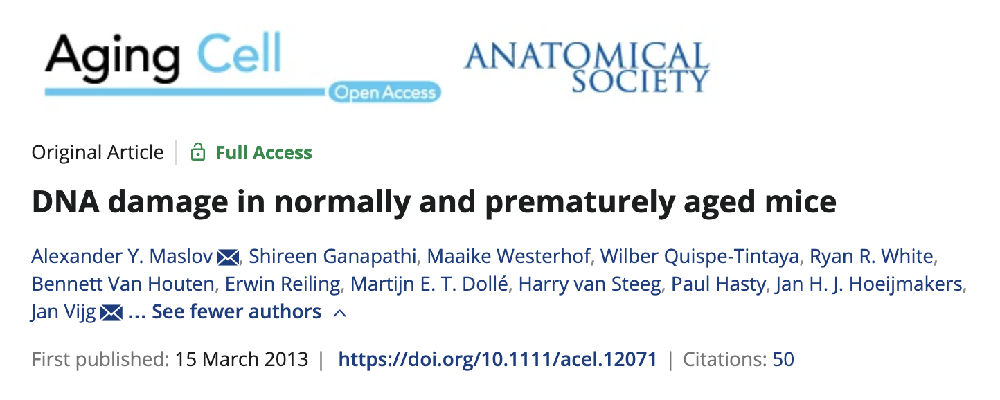 Aging Cell
Open Access
ANATOMICAL
SOCIETY
Original Article
Full Access
DNA damage in normally and prematurely aged mice
Alexander Y. Maslov, Shireen Ganapathi, Maaike Westerhof, Wilber Quispe-Tintaya, Ryan R. White,
Bennett Van Houten, Erwin Reiling, Martijn E. T. Dollé, Harry van Steeg, Paul Hasty, Jan H. J. Hoeijmakers,
Jan Vijg ... See fewer authors
First published: 15 March 2013 | https://doi.org/10.1111/acel.12071 | Citations: 50